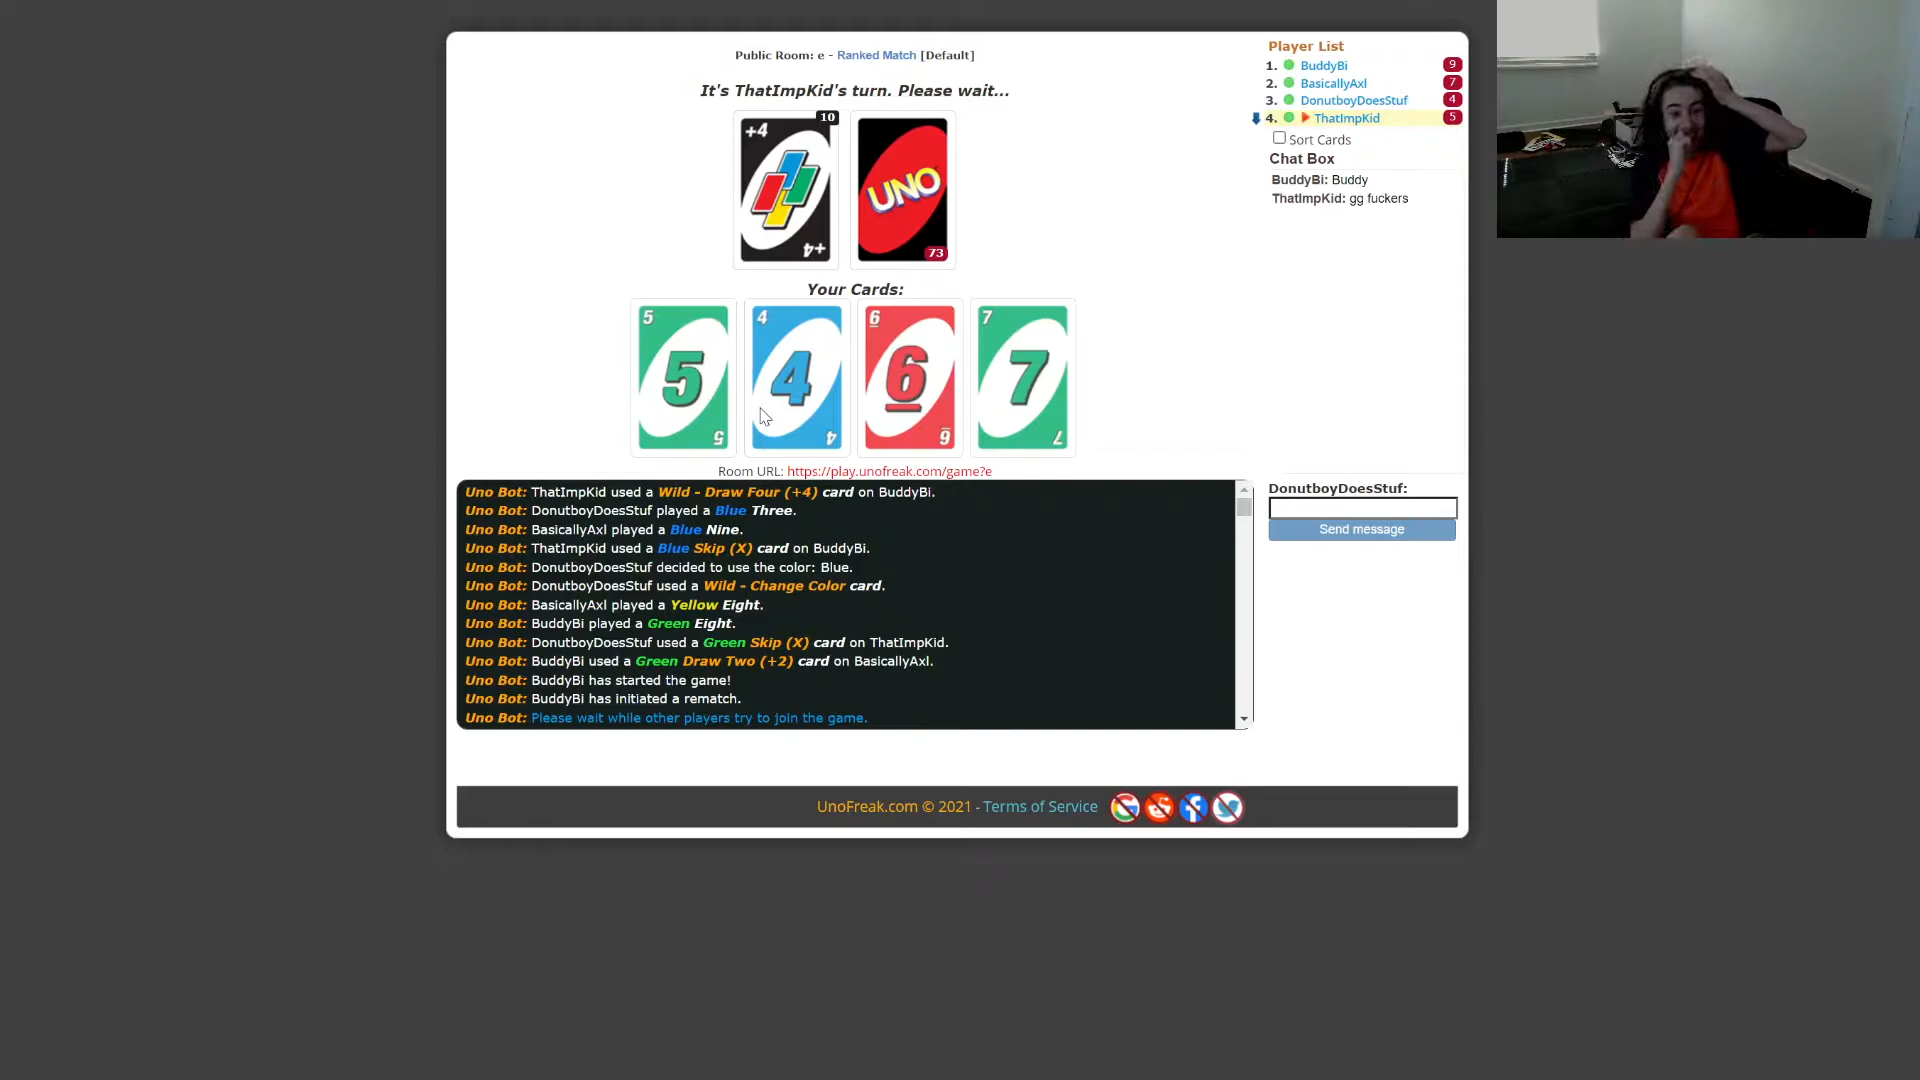 Public Room: e - Ranked Match [Default]
It's ThatImpKid's turn. Please wait...
+4
10
+4
UNO
73
Your Cards:
5
5
5
4
4
4
6
6
6
7
7
7
Room URL: https://play.unofreak.com/game?e
Uno Bot: ThatImpKid used a Wild - Draw Four (+4) card on BuddyBi.
Uno Bot: DonutboyDoesStuf played a Blue Three.
Uno Bot: BasicallyAxl played a Blue Nine.
Uno Bot: ThatImpKid used a Blue Skip (X) card on BuddyBi.
Uno Bot: DonutboyDoesStuf decided to use the color: Blue.
Uno Bot: DonutboyDoesStuf used a Wild - Change Color card.
Uno Bot: BasicallyAxl played a Yellow Eight.
Uno Bot: BuddyBi played a Green Eight.
Uno Bot: DonutboyDoesStuf used a Green Skip (X) card on ThatImpKid.
Uno Bot: BuddyBi used a Green Draw Two (+2) card on BasicallyAxl.
Uno Bot: BuddyBi has started the game!
Uno Bot: BuddyBi has initiated a rematch.
Uno Bot: Please wait while other players try to join the game.
Player List
1. BuddyBi 9
2. BasicallyAxl 7
3. DonutboyDoesStuf 4
4. ThatImpKid 5
Sort Cards
Chat Box
BuddyBi: Buddy
ThatImpKid: gg fuckers
DonutboyDoesStuf:
Send message
UnoFreak.com © 2021 - Terms of Service